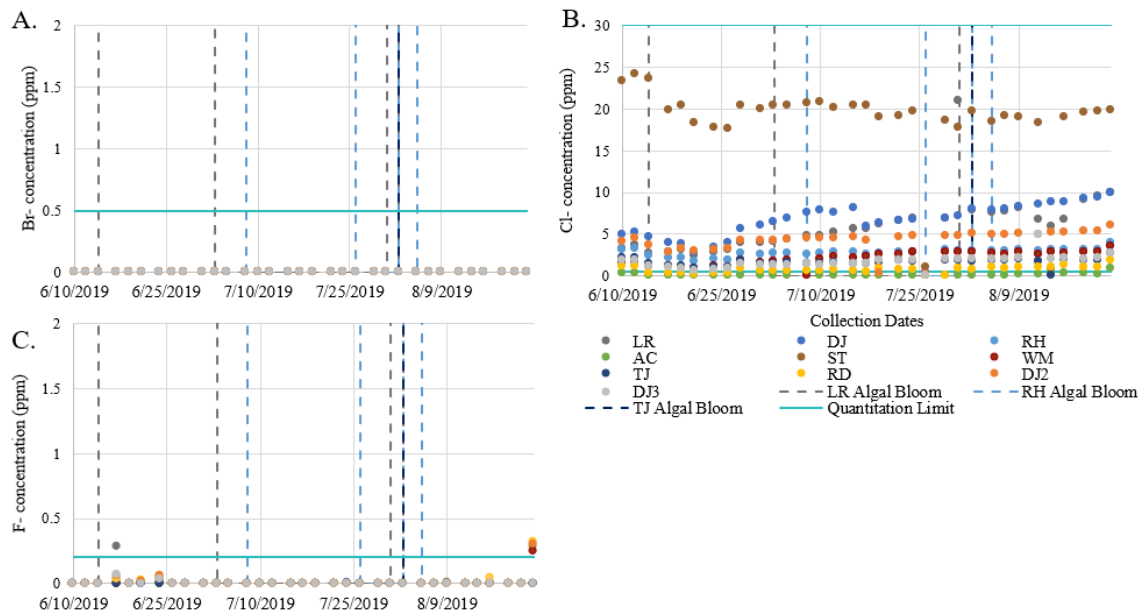 A.
Br- concentration (ppm)
2
1.5
1
0.5
0
6/10/2019 6/25/2019 7/10/2019 7/25/2019 8/9/2019
B.
Cl- concentration (ppm)
30
25
20
15
10
5
0
6/10/2019 6/25/2019 7/10/2019 7/25/2019 8/9/2019
Collection Dates
LR DJ RH
AC ST WM
TJ RD DJ2
DJ3 LR Algal Bloom RH Algal Bloom
TJ Algal Bloom Quantitation Limit
C.
F- concentration (ppm)
2
1.5
1
0.5
0
6/10/2019 6/25/2019 7/10/2019 7/25/2019 8/9/2019